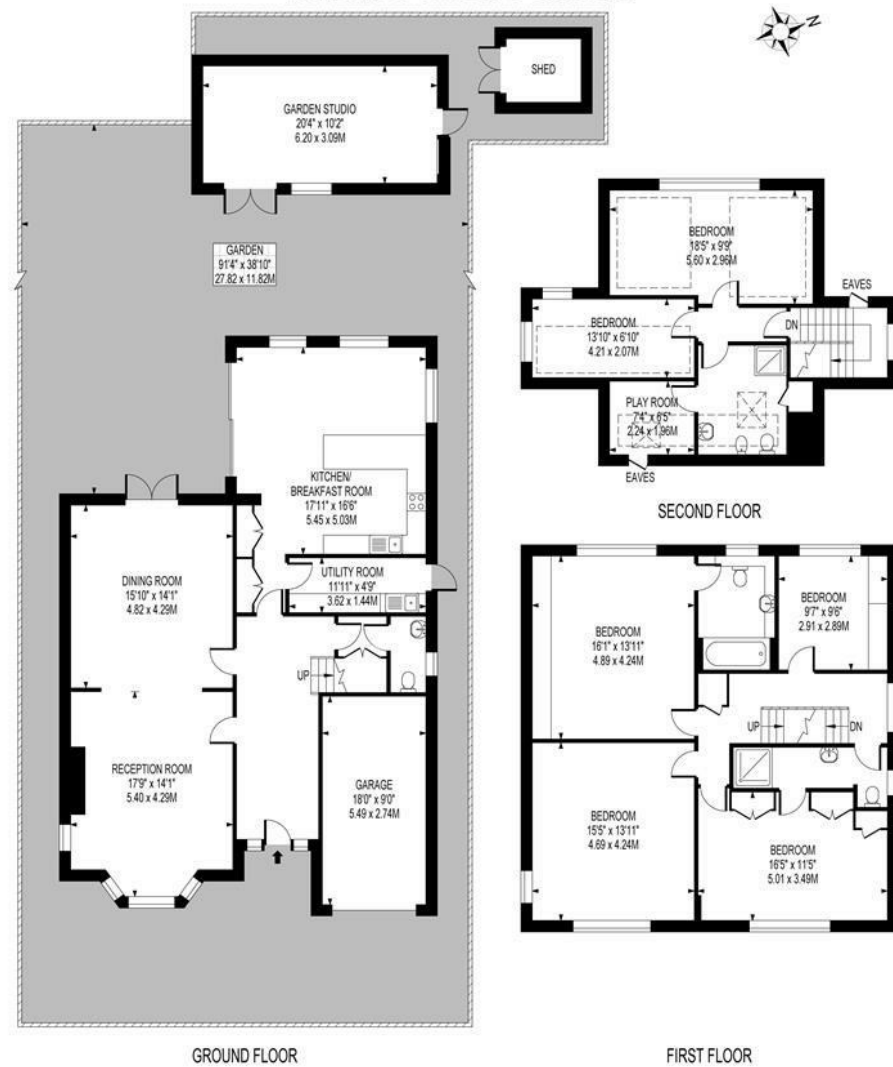 N
SHED
GARDEN STUDIO
20'4" x 10'2"
6.20 x 3.09M
GARDEN
91'4" x 38'10"
27.82 x 11.82M
BEDROOM
18'5" x 9'9"
5.60 x 2.96M
EAVES
BEDROOM
13'10" x 6'10"
4.21 x 2.07M
DN
PLAY ROOM
7'4" x 6'5"
2.24 x 1.96M
EAVES
SECOND FLOOR
KITCHEN/
BREAKFAST ROOM
17'11" x 16'6"
5.45 x 5.03M
UTILITY ROOM
11'11" x 4'9"
3.62 x 1.44M
DINING ROOM
15'10" x 14'1"
4.82 x 4.29M
UP
RECEPTION ROOM
17'9" x 14'1"
5.40 x 4.29M
GARAGE
18'0" x 9'0"
5.49 x 2.74M
GROUND FLOOR
BEDROOM
16'1" x 13'11"
4.89 x 4.24M
BEDROOM
9'7" x 9'6"
2.91 x 2.89M
UP
DN
BEDROOM
15'5" x 13'11"
4.69 x 4.24M
BEDROOM
16'5" x 11'5"
5.01 x 3.49M
FIRST FLOOR